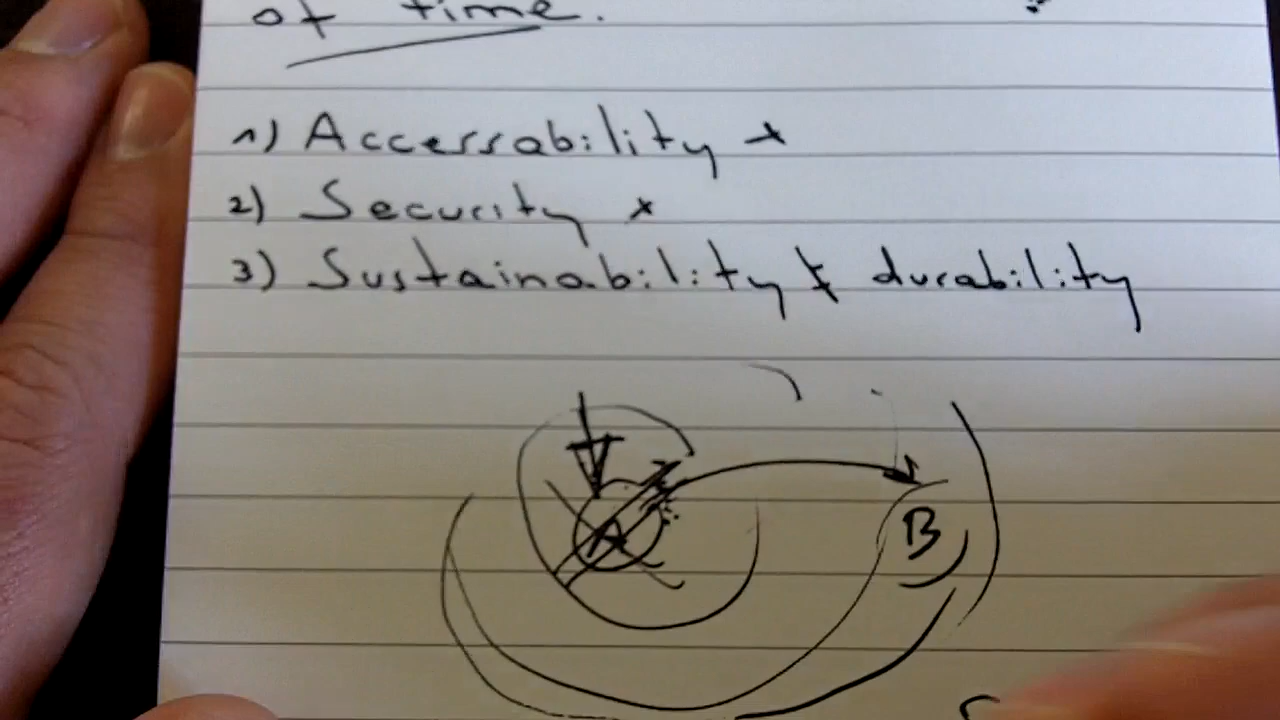 of time.
1) Accessability *
2) Security *
3) Sustainability & durability
A
B